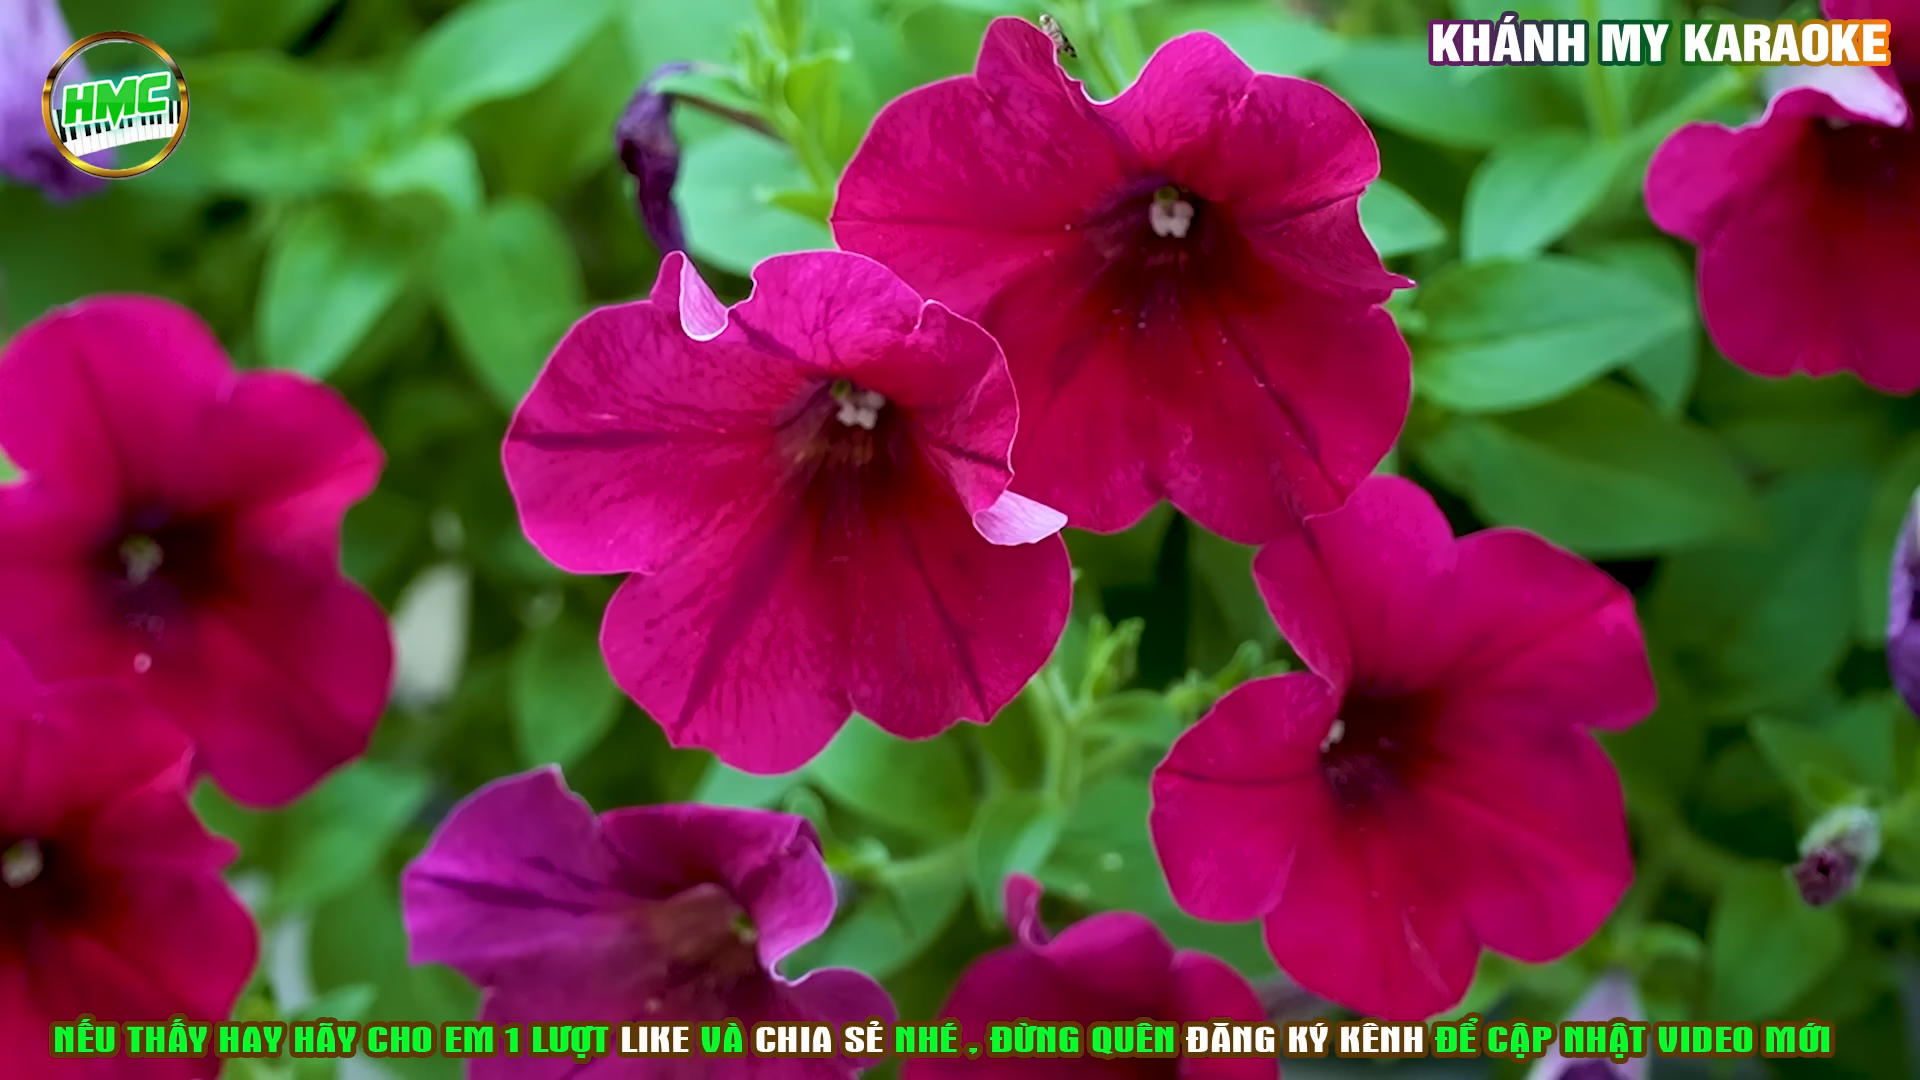 HMC
KHÁNH MY KARAOKE
NẾU THẤY HAY HÃY CHO EM 1 LƯỢT LIKE VÀ CHIA SẺ NHÉ , ĐỪNG QUÊN ĐĂNG KÝ KÊNH ĐỂ CẬP NHẬT VIDEO MỚI